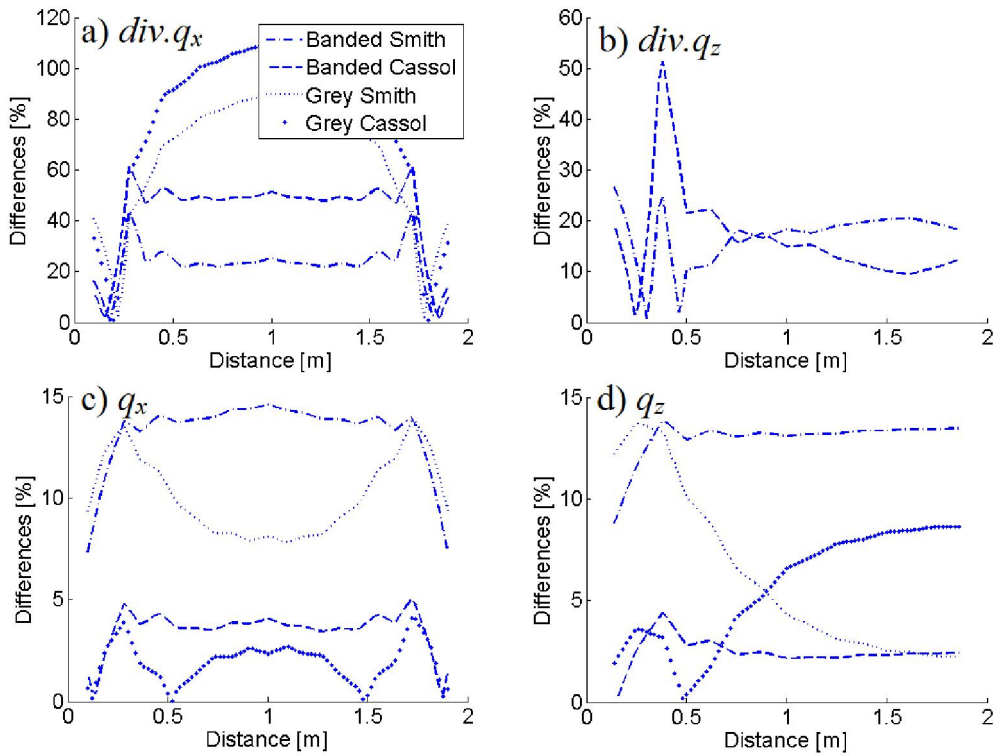 a) div.qx
Differences [%]
120
100
80
60
40
20
0
Banded Smith
Banded Cassol
Grey Smith
Grey Cassol
0 0.5 1 1.5 2
Distance [m]
b) div.qz
Differences [%]
60
50
40
30
20
10
0
0 0.5 1 1.5 2
Distance [m]
c) qx
Differences [%]
15
10
5
0
0 0.5 1 1.5 2
Distance [m]
d) qz
Differences [%]
15
10
5
0
0 0.5 1 1.5 2
Distance [m]